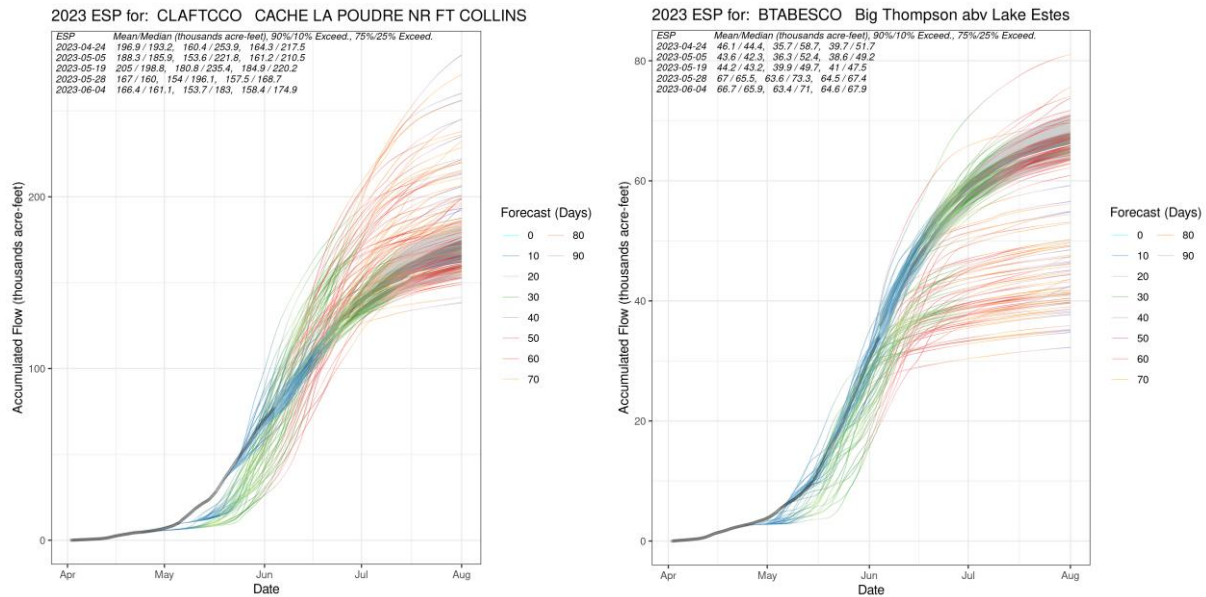 2023 ESP for: CLAFTCCO CACHE LA POUDRE NR FT COLLINS
ESP Mean/Median (thousands acre-feet), 90%/10% Exceed., 75%/25% Exceed.
2023-04-24 196.9 / 193.2, 160.4 / 253.9, 164.3 / 217.5
2023-05-05 188.3 / 185.9, 153.6 / 221.8, 161.2 / 210.5
2023-05-19 205 / 198.8, 180.8 / 235.4, 184.9 / 220.2
2023-05-28 167 / 160, 154 / 196.1, 157.5 / 168.7
2023-06-04 166.4 / 161.1, 153.7 / 183, 158.4 / 174.9
Accumulated Flow (thousands acre-feet)
200
100
0
Apr May Jun Jul Aug
Date
Forecast (Days)
0 80
10 90
20
30
40
50
60
70
2023 ESP for: BTABESCO Big Thompson abv Lake Estes
ESP Mean/Median (thousands acre-feet), 90%/10% Exceed., 75%/25% Exceed.
2023-04-24 46.1 / 44.4, 35.7 / 58.7, 39.7 / 51.7
2023-05-05 43.6 / 42.3, 36.3 / 52.4, 38.6 / 49.2
2023-05-19 44.2 / 43.2, 39.9 / 49.7, 41 / 47.5
2023-05-28 67 / 65.5, 63.6 / 73.3, 64.5 / 67.4
2023-06-04 66.7 / 65.9, 63.4 / 71, 64.6 / 67.9
Accumulated Flow (thousands acre-feet)
80
60
40
20
0
Apr May Jun Jul Aug
Date
Forecast (Days)
0 80
10 90
20
30
40
50
60
70